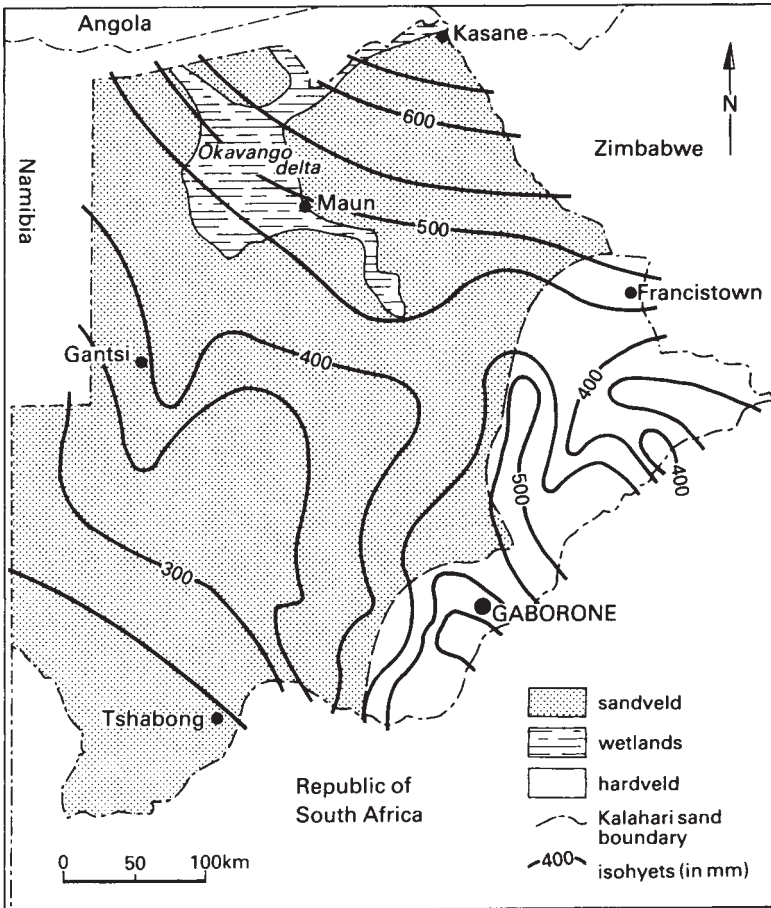 Angola
Kasane
N
600
Zimbabwe
Namibia
Okavango
delta
Maun
500
Francistown
Gantsi
400
400
400
500
300
GABORONE
Tshabong
sandveld
wetlands
hardveld
Republic of
South Africa
Kalahari sand
boundary
400
isohyets (in mm)
0 50 100km